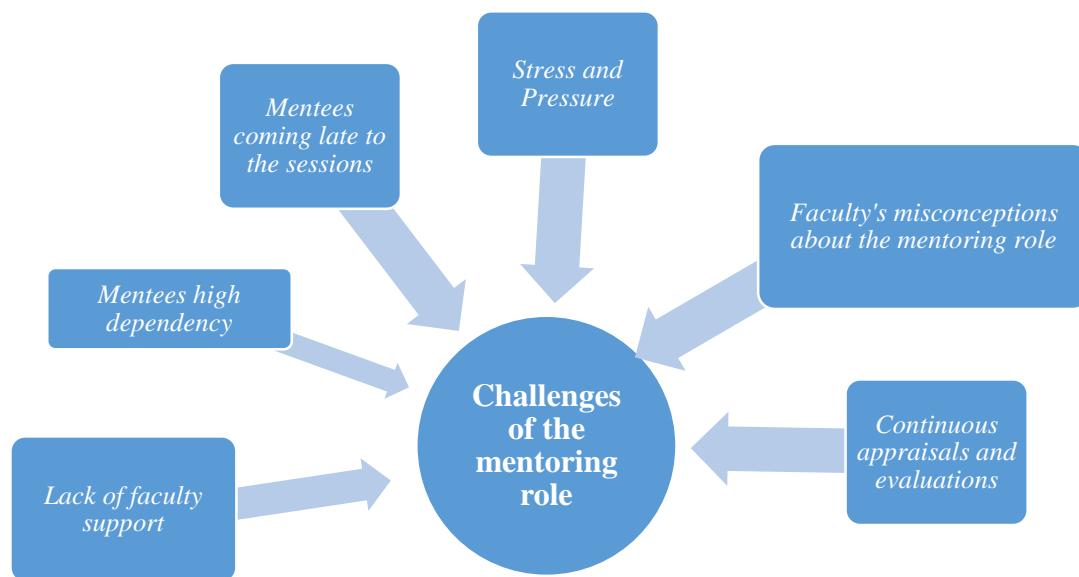 Stress and
Pressure
Mentees
coming late to
the sessions
Faculty's misconceptions
about the mentoring role
Mentees high
dependency
Challenges
of the
mentoring
role
Continuous
appraisals and
evaluations
Lack of faculty
support